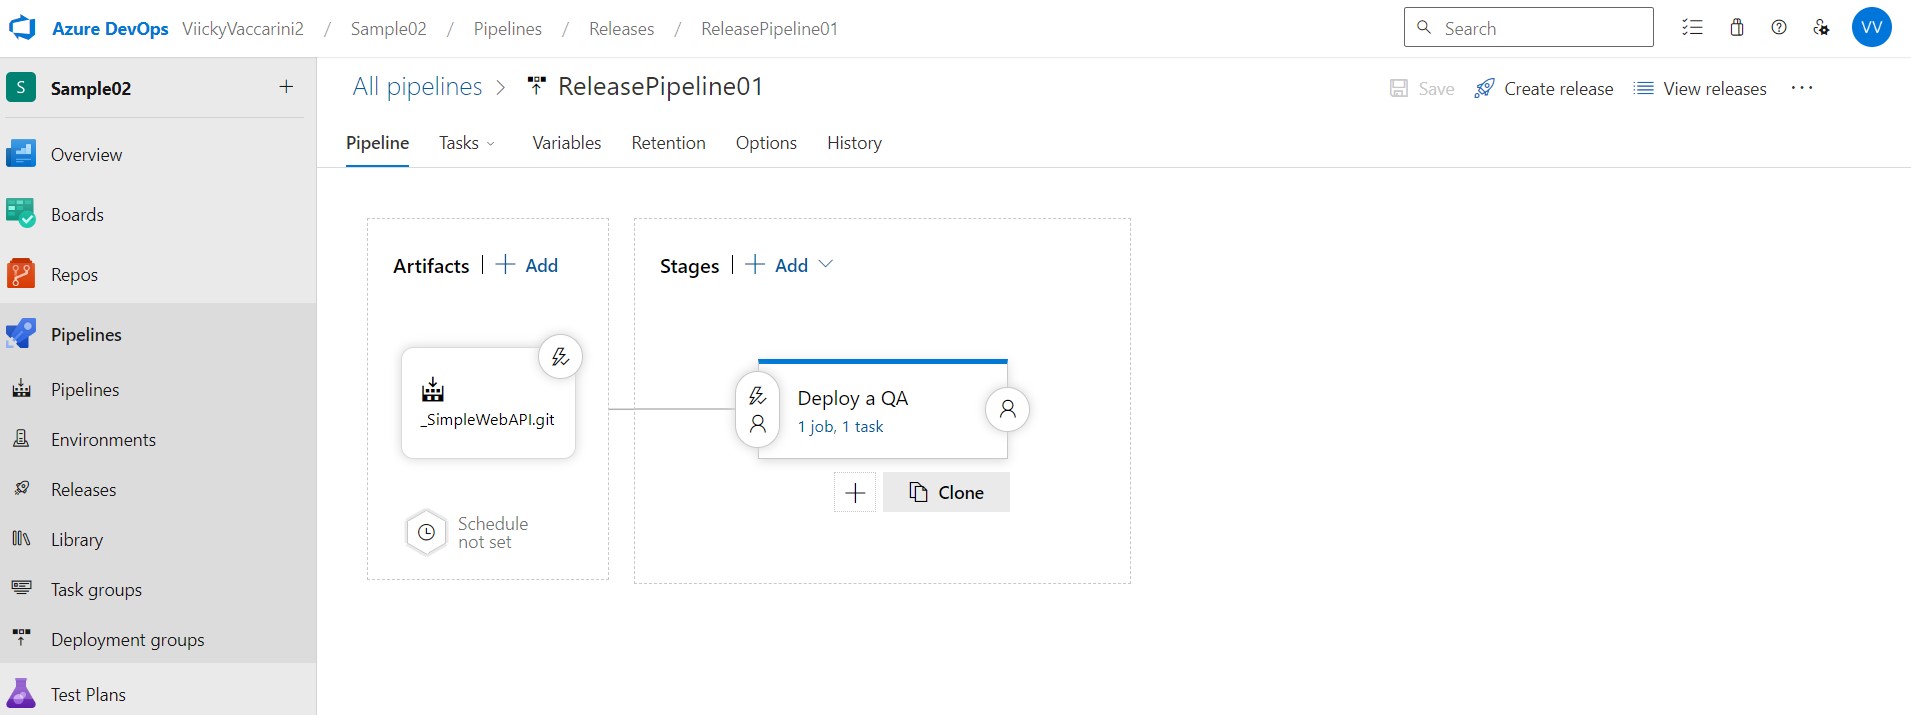 Azure DevOps ViickyVaccarini2 / Sample02 / Pipelines / Releases / ReleasePipeline01
Search
VV
S Sample02 +
All pipelines > ReleasePipeline01
Save Create release View releases ...
Pipeline Tasks Variables Retention Options History
Overview
Boards
Repos
Pipelines
Pipelines
Environments
Releases
Library
Task groups
Deployment groups
Test Plans
Artifacts | + Add
_SimpleWebAPI.git
Schedule
not set
Stages | + Add
Deploy a QA
1 job, 1 task
+ Clone